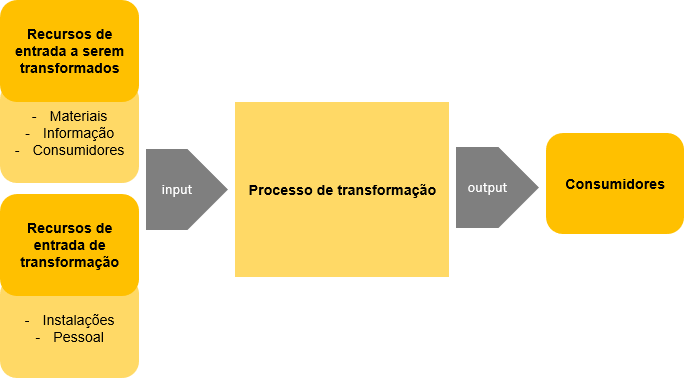 Recursos de
entrada a serem
transformados
- Materiais
- Informação
- Consumidores
Recursos de
entrada de
transformação
- Instalações
- Pessoal
input
Processo de transformação
output
Consumidores